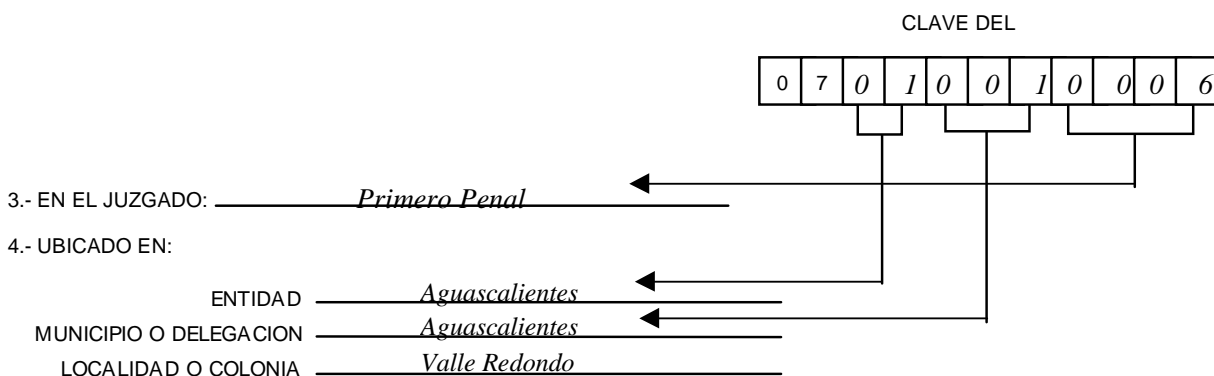 CLAVE DEL
0 7 0 1 0 0 1 0 0 0 6
3.- EN EL JUZGADO: Primero Penal
4.- UBICADO EN:
ENTIDAD Aguascalientes
MUNICIPIO O DELEGACION Aguascalientes
LOCALIDAD O COLONIA Valle Redondo